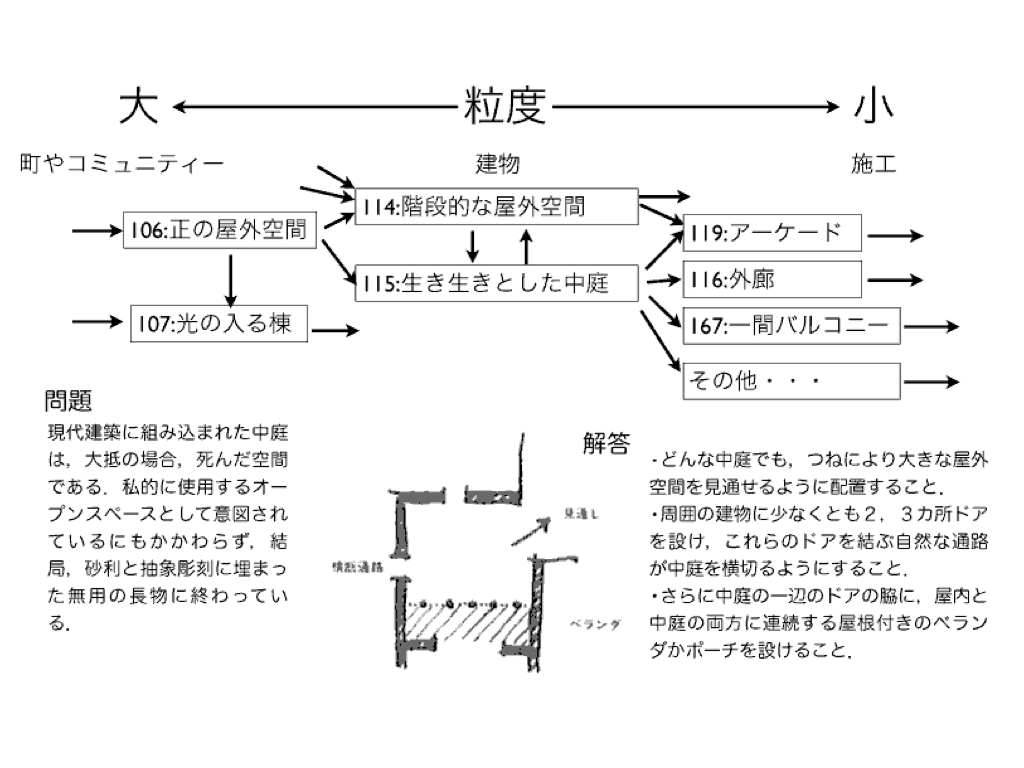 大 粒度 小
町やコミュニティー 建物 施工
114:階段的な屋外空間
106:正の屋外空間
119:アーケード
115:生き生きとした中庭
116:外廊
107:光の入る棟
167:一間バルコニー
その他・・・
問題
現代建築に組み込まれた中庭
は，大抵の場合，死んだ空間
である．私的に使用するオー
プンスペースとして意図され
ているにもかかわらず，結
局，砂利と抽象彫刻に埋まっ
た無用の長物に終わってい
る．
見通し
横断通路
ベランダ
解答
・どんな中庭でも，つねにより大きな屋外
空間を見通せるように配置すること．
・周囲の建物に少なくとも２，３カ所ドア
を設け，これらのドアを結ぶ自然な通路
が中庭を横切るようにすること．
・さらに中庭の一辺のドアの脇に，屋内と
中庭の両方に連続する屋根付きのベラン
ダかポーチを設けること．